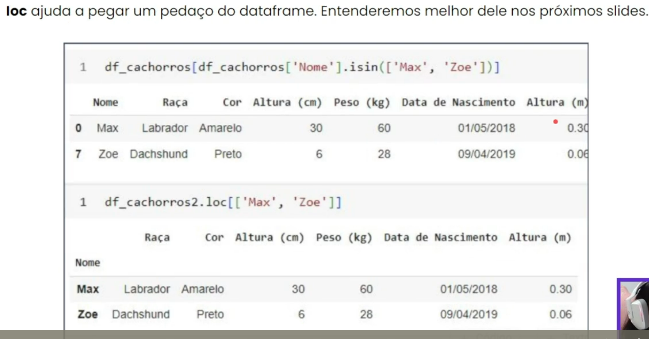 loc ajuda a pegar um pedaço do dataframe. Entenderemos melhor dele nos próximos slides.
1 df_cachorros[df_cachorros['Nome'].isin(['Max', 'Zoe'])]
Nome Raça Cor Altura (cm) Peso (kg) Data de Nascimento Altura (m)
0 Max Labrador Amarelo 30 60 01/05/2018 0.30
7 Zoe Dachshund Preto 6 28 09/04/2019 0.06
1 df_cachorros2.loc[['Max', 'Zoe']]
Raça Cor Altura (cm) Peso (kg) Data de Nascimento Altura (m)
Nome
Max Labrador Amarelo 30 60 01/05/2018 0.30
Zoe Dachshund Preto 6 28 09/04/2019 0.06